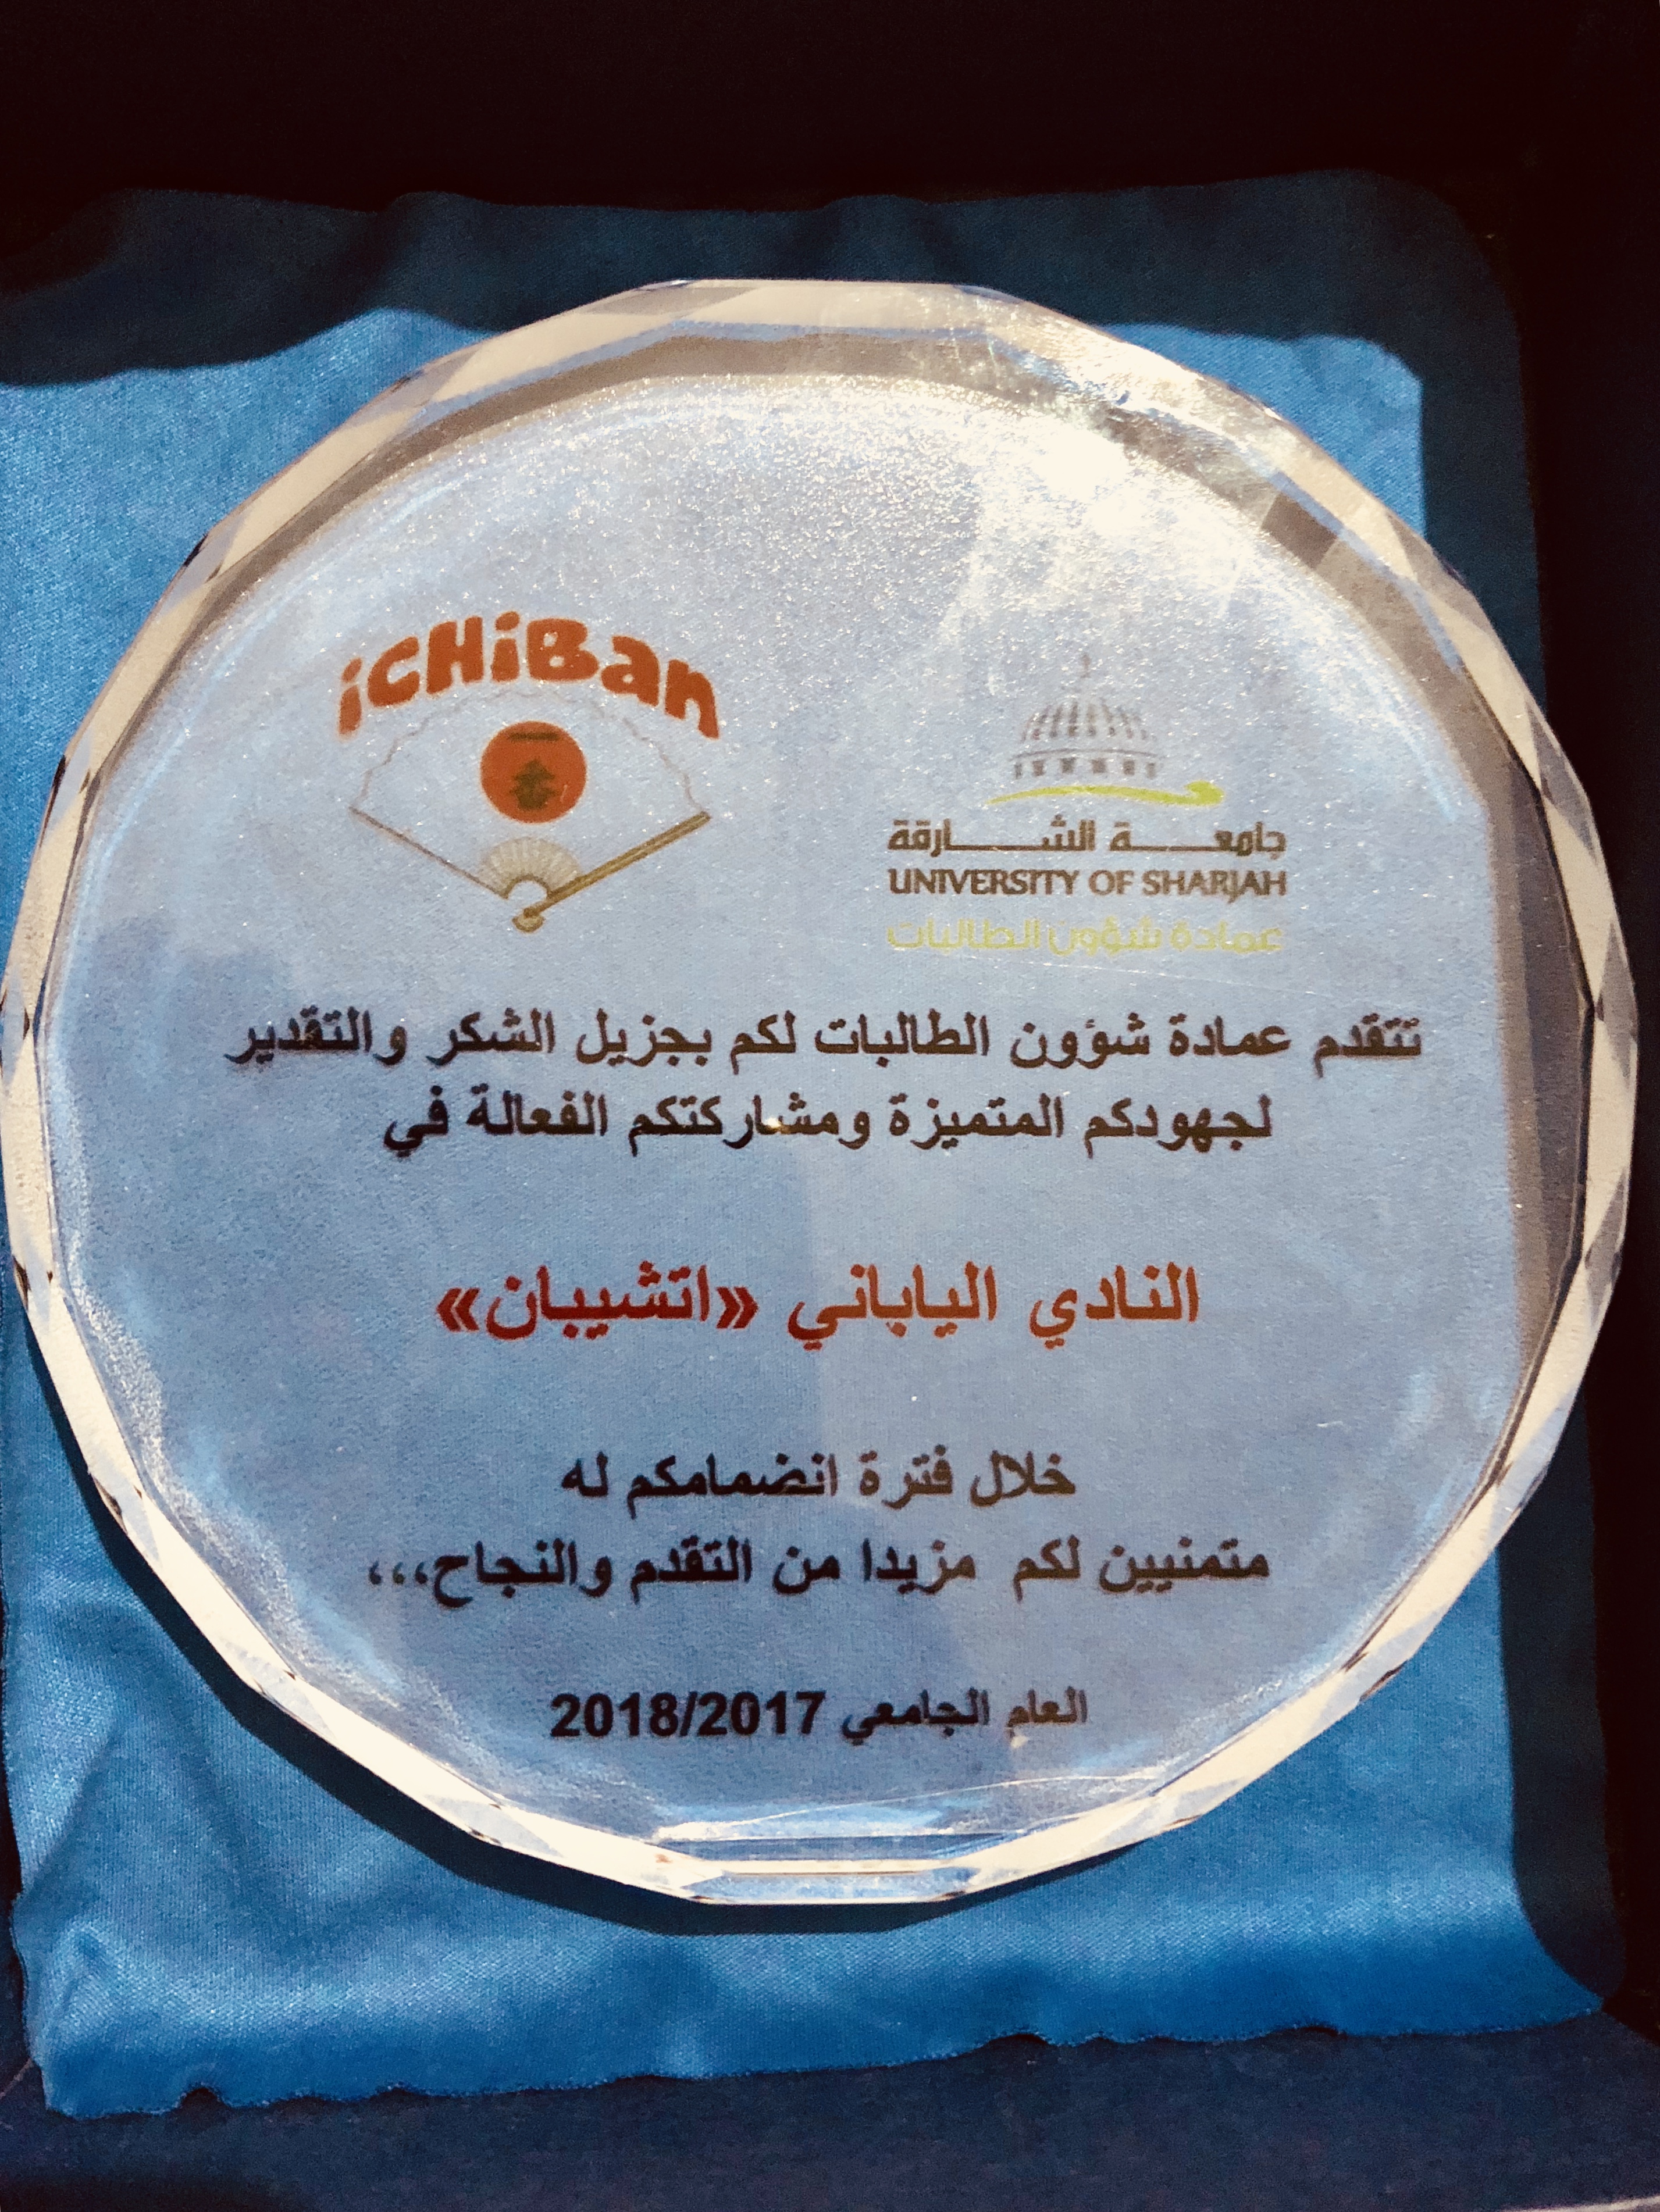 ichiban
一番
جامعة الشارقة
UNIVERSITY OF SHARJAH
عمادة شؤون الطالبات
تتقدم عمادة شؤون الطالبات لكم بجزيل الشكر والتقدير
لجهودكم المتميزة ومشاركتكم الفعالة في
النادي الياباني «اتشيبان»
خلال فترة انضمامكم له
متمنيين لكم مزيدا من التقدم والنجاح،،،
العام الجامعي 2018/2017